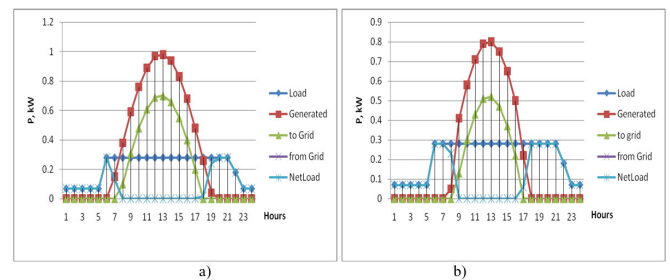 1.2
1
0.8
0.6
0.4
0.2
0
P, kW
1 3 5 7 9 11 13 15 17 19 21 23
Hours
Load
Generated
to Grid
from Grid
NetLoad
a)
0.9
0.8
0.7
0.6
0.5
0.4
0.3
0.2
0.1
0
P, kW
1 3 5 7 9 11 13 15 17 19 21 23
Hours
Load
Generated
to grid
from Grid
NetLoad
b)